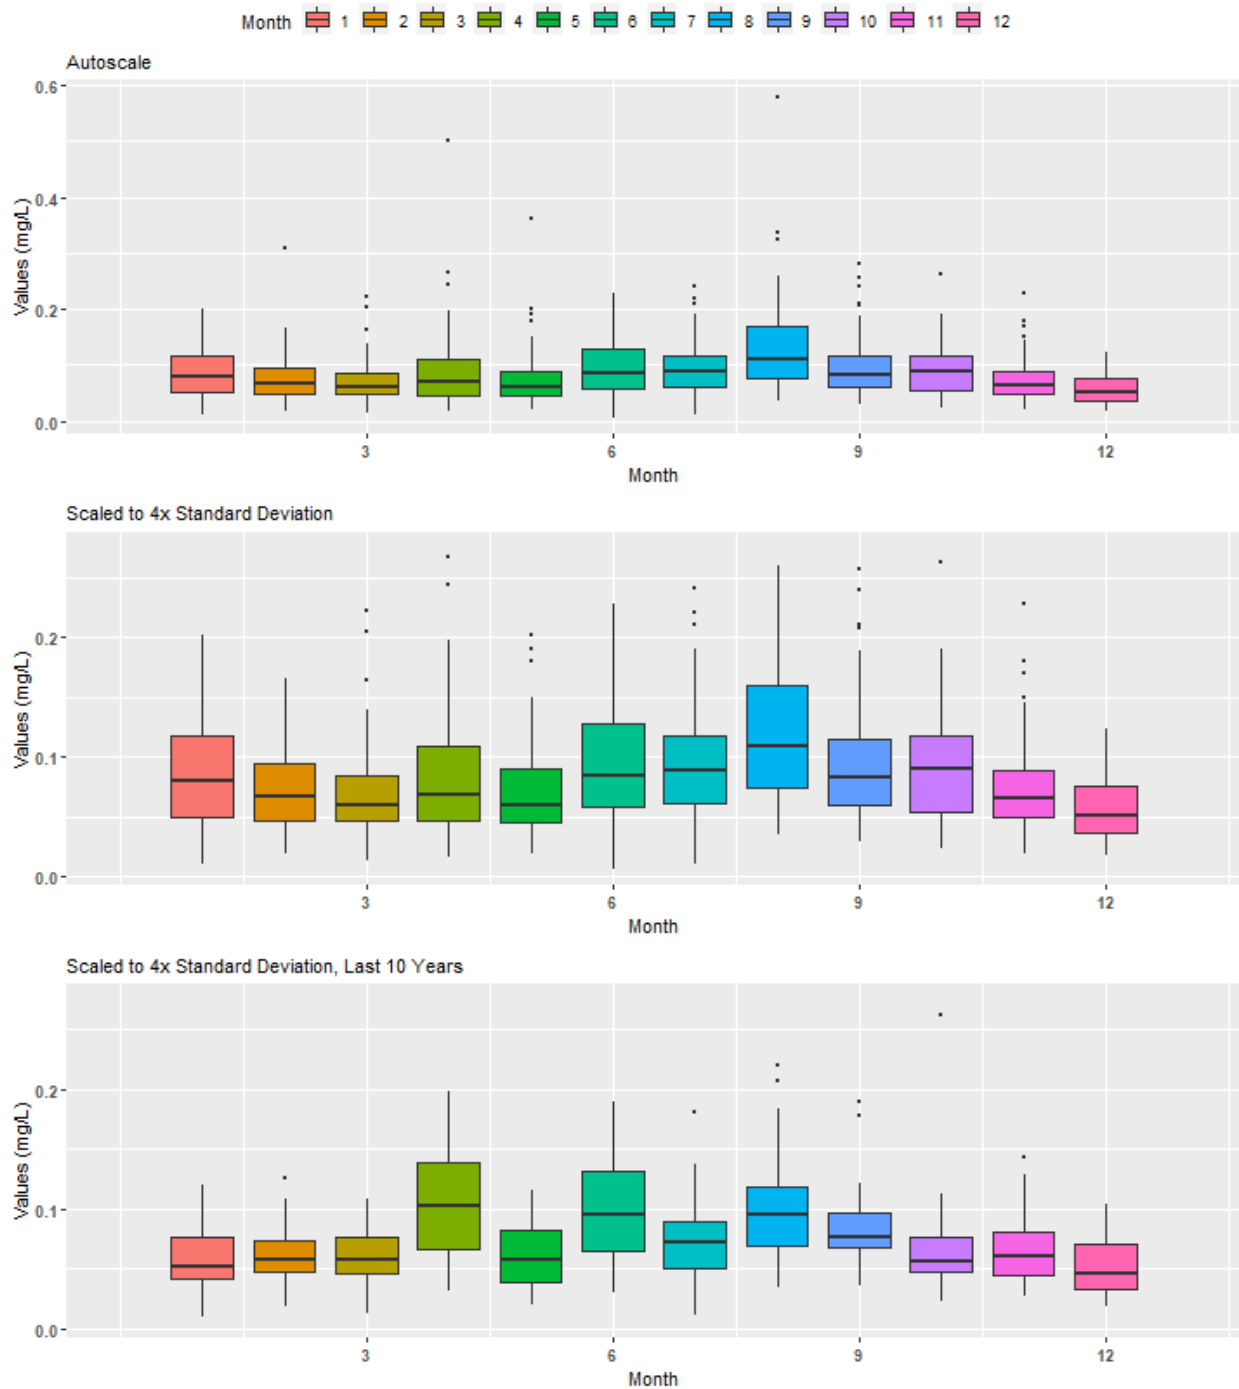 Month 1 2 3 4 5 6 7 8 9 10 11 12
Autoscale
Values (mg/L)
0.6
0.4
0.2
0.0
3 6 9 12
Month
Scaled to 4x Standard Deviation
Values (mg/L)
0.2
0.1
0.0
3 6 9 12
Month
Scaled to 4x Standard Deviation, Last 10 Years
Values (mg/L)
0.2
0.1
0.0
3 6 9 12
Month